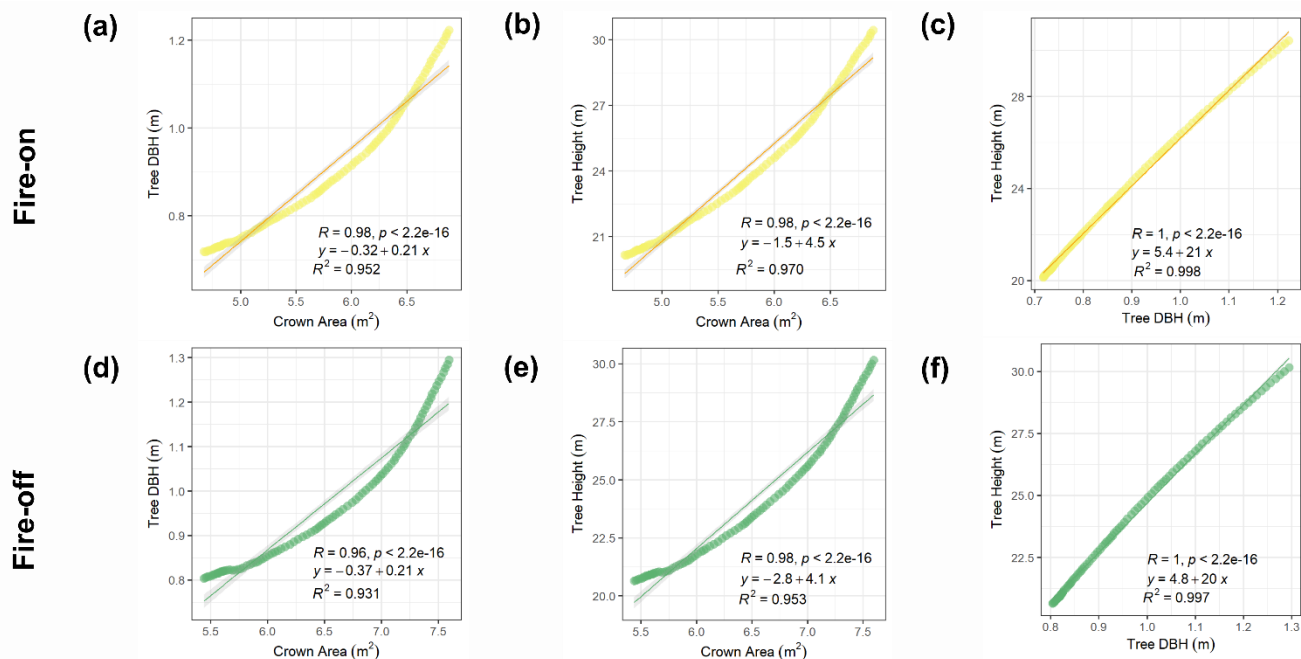 Fire-on
(a)
Tree DBH (m)
1.2
1.0
0.8
R = 0.98, p < 2.2e-16
y = −0.32 + 0.21 x
R² = 0.952
5.0 5.5 6.0 6.5
Crown Area (m²)
(b)
Tree Height (m)
30
27
24
21
R = 0.98, p < 2.2e-16
y = −1.5 + 4.5 x
R² = 0.970
5.0 5.5 6.0 6.5
Crown Area (m²)
(c)
Tree Height (m)
28
24
20
R = 1, p < 2.2e-16
y = 5.4 + 21 x
R² = 0.998
0.7 0.8 0.9 1.0 1.1 1.2
Tree DBH (m)
Fire-off
(d)
Tree DBH (m)
1.3
1.2
1.1
1.0
0.9
0.8
R = 0.96, p < 2.2e-16
y = −0.37 + 0.21 x
R² = 0.931
5.5 6.0 6.5 7.0 7.5
Crown Area (m²)
(e)
Tree Height (m)
30.0
27.5
25.0
22.5
20.0
R = 0.98, p < 2.2e-16
y = −2.8 + 4.1 x
R² = 0.953
5.5 6.0 6.5 7.0 7.5
Crown Area (m²)
(f)
Tree Height (m)
30.0
27.5
25.0
22.5
R = 1, p < 2.2e-16
y = 4.8 + 20 x
R² = 0.997
0.8 0.9 1.0 1.1 1.2 1.3
Tree DBH (m)